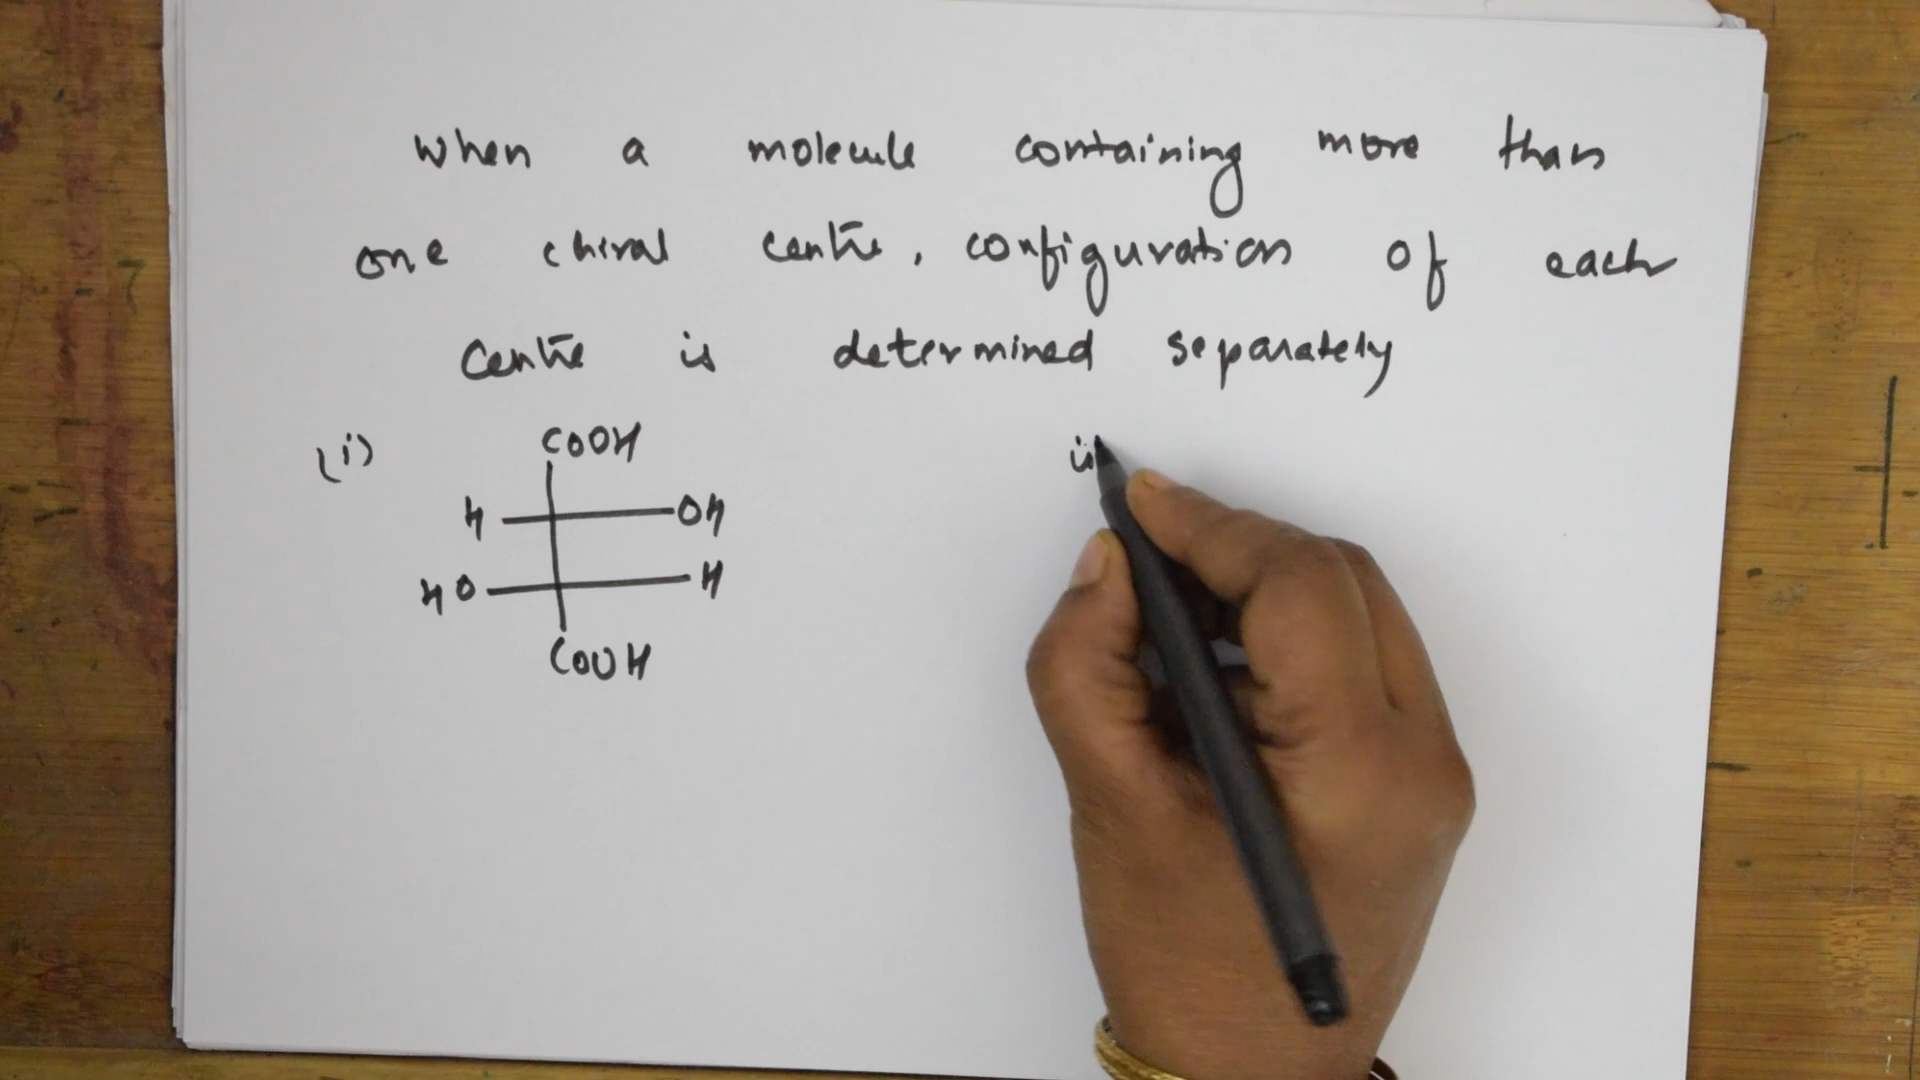 When a molecule containing more than
one chiral centre, configuration of each
centre is determined separately
(i) COOH ii
H OH
HO H
COOH